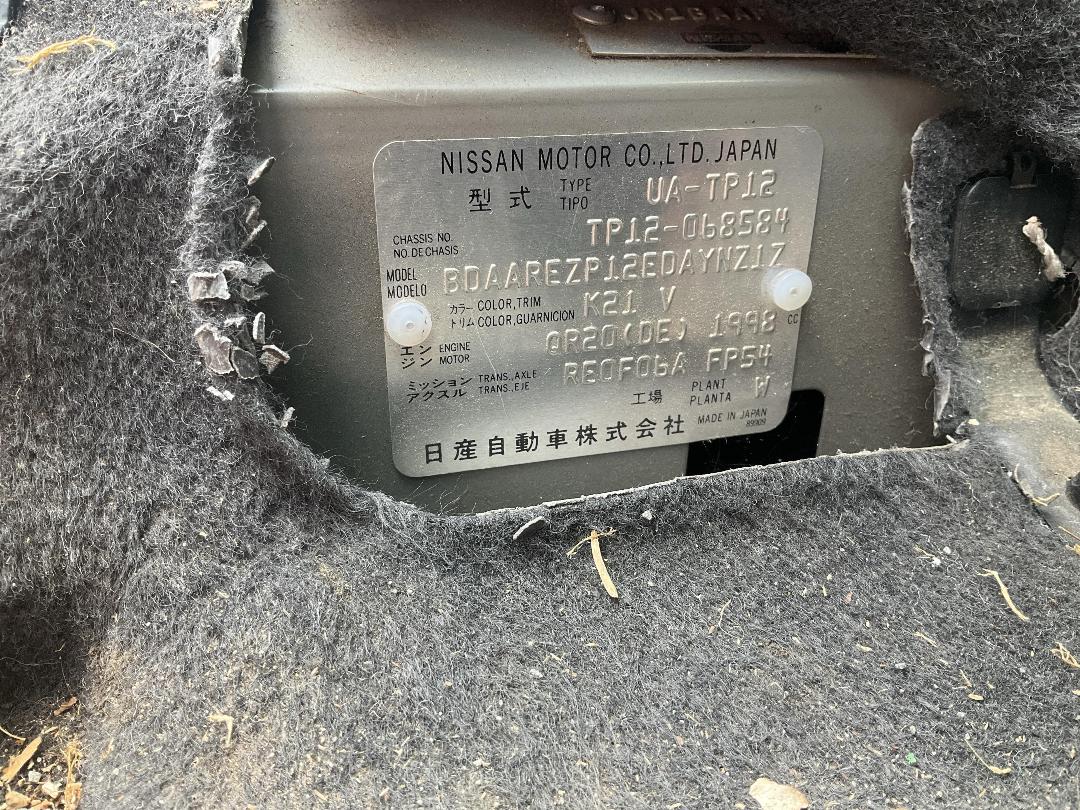 JN1BAAP
NISSAN
NISSAN MOTOR CO.,LTD. JAPAN
型式 TYPE TIPO UA-TP12
CHASSIS NO. NO. DE CHASIS TP12-068584
MODEL MODELO BDAAREZP12EDAYNZ1Z
カラー トリム COLOR, TRIM COLOR, GUARNICION K21 V
エンジン ENGINE MOTOR QR20(DE) 1998 CC
ミッション アクスル TRANS.,AXLE TRANS.,EJE RE0F06A FP54
工場 PLANT PLANTA W
日産自動車株式会社 MADE IN JAPAN
89909